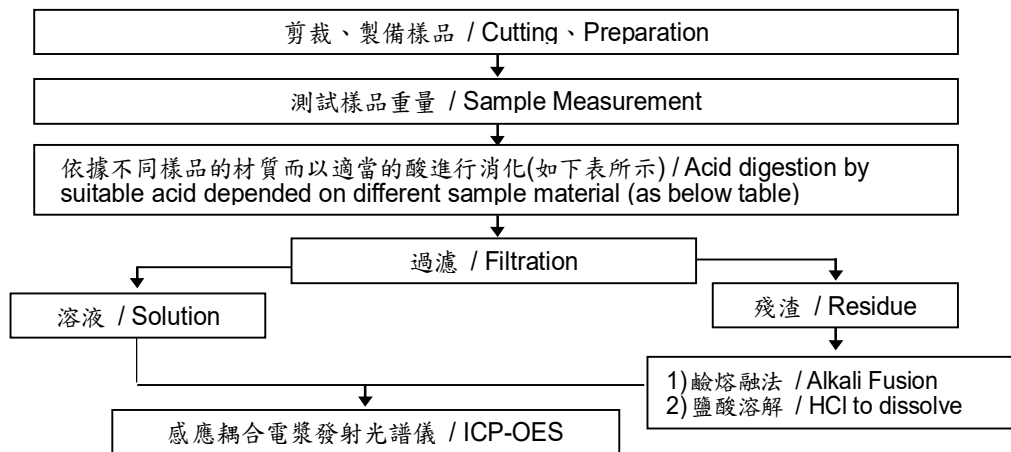 剪裁、製備樣品 / Cutting、Preparation
測試樣品重量 / Sample Measurement
依據不同樣品的材質而以適當的酸進行消化(如下表所示) / Acid digestion by
suitable acid depended on different sample material (as below table)
過濾 / Filtration
溶液 / Solution
殘渣 / Residue
1)鹼熔融法 / Alkali Fusion
2)鹽酸溶解 / HCl to dissolve
感應耦合電漿發射光譜儀 / ICP-OES